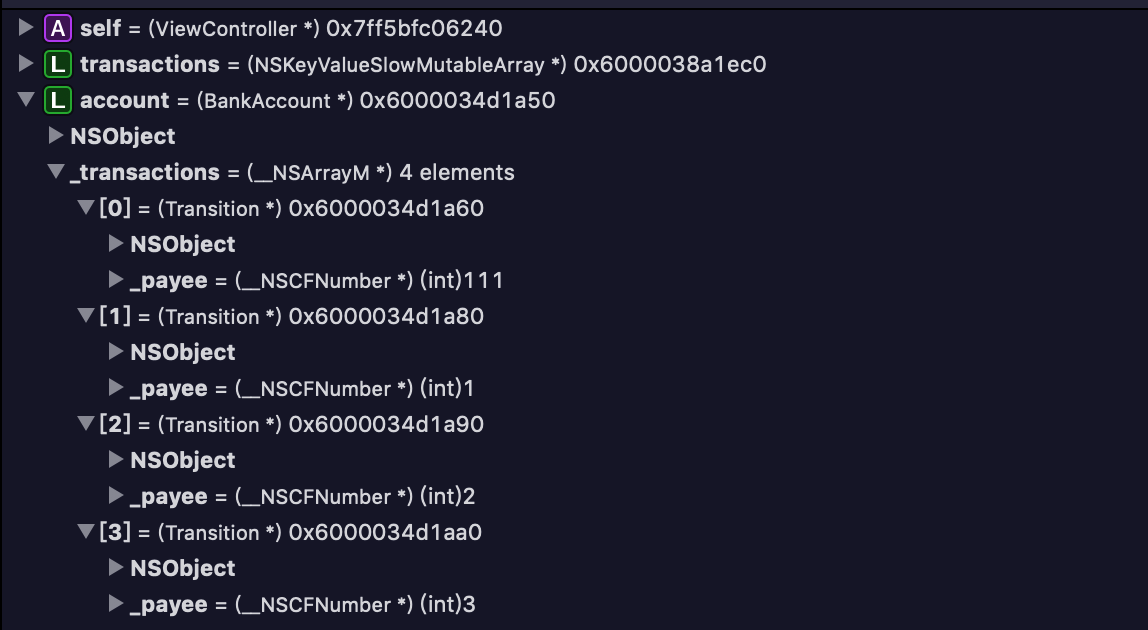 A self = (ViewController *) 0x7ff5bfc06240
L transactions = (NSKeyValueSlowMutableArray *) 0x6000038a1ec0
L account = (BankAccount *) 0x6000034d1a50
NSObject
_transactions = (__NSArrayM *) 4 elements
[0] = (Transition *) 0x6000034d1a60
NSObject
_payee = (__NSCFNumber *) (int)111
[1] = (Transition *) 0x6000034d1a80
NSObject
_payee = (__NSCFNumber *) (int)1
[2] = (Transition *) 0x6000034d1a90
NSObject
_payee = (__NSCFNumber *) (int)2
[3] = (Transition *) 0x6000034d1aa0
NSObject
_payee = (__NSCFNumber *) (int)3